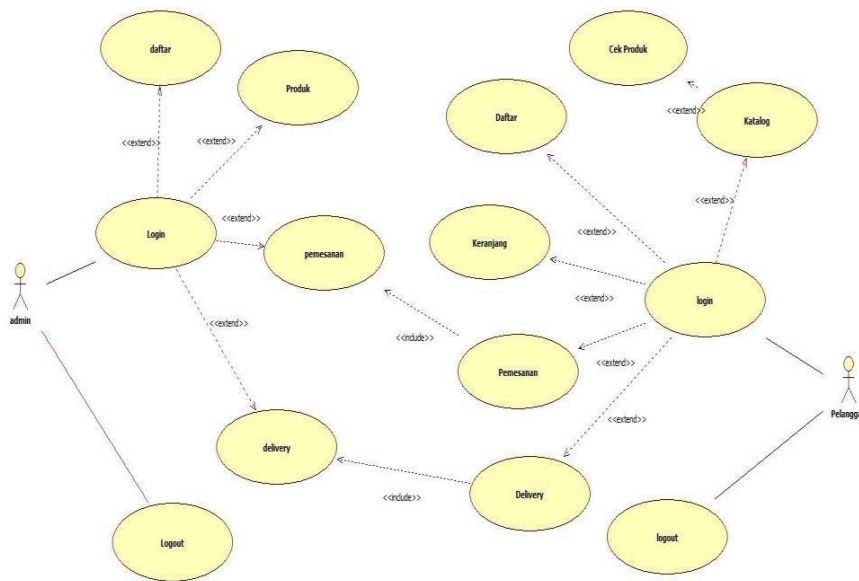 daftar
Cek Produk
Produk
Daftar
<<extend>>
Katalog
<<extend>>
<<extend>>
<<extend>>
Login
<<extend>>
pemesanan
Keranjang
<<extend>>
login
admin
<<extend>>
<<extend>>
<<include>>
Pemesanan
<<extend>>
<<extend>>
Pelangga
delivery
<<include>>
Delivery
Logout
logout